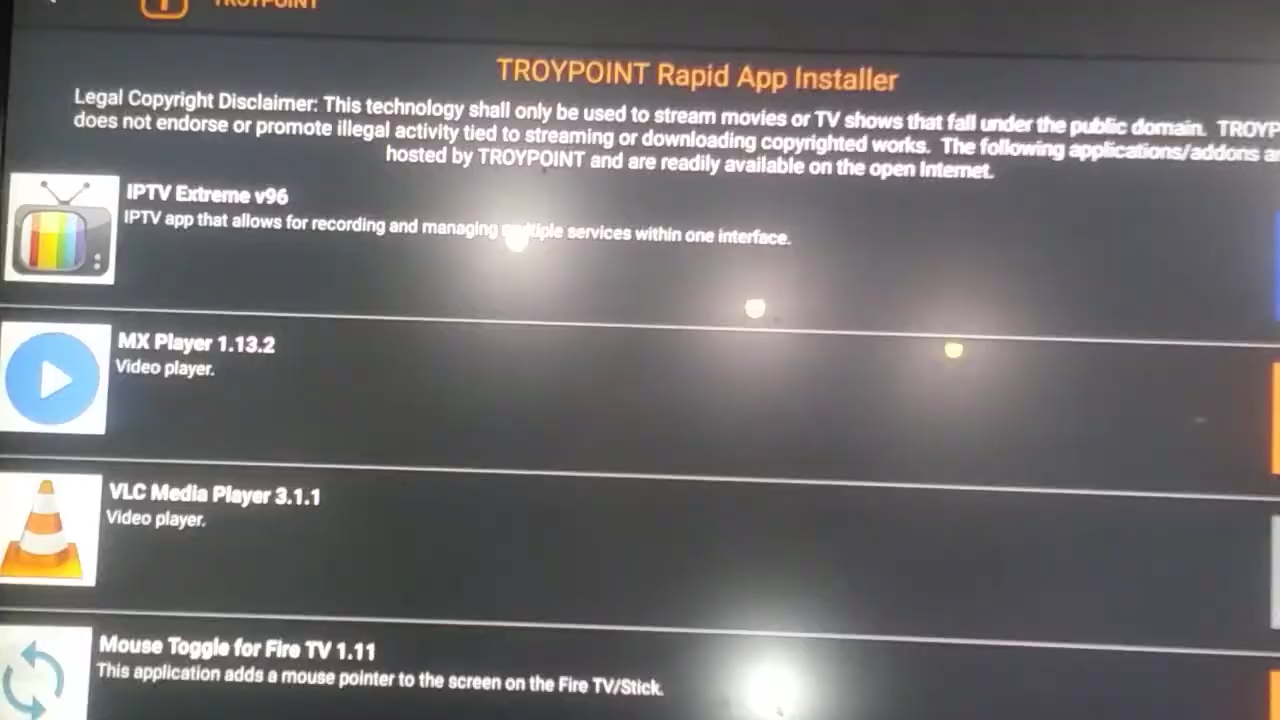 TROYPOINT
TROYPOINT Rapid App Installer
Legal Copyright Disclaimer: This technology shall only be used to stream movies or TV shows that fall under the public domain. TROYP
does not endorse or promote illegal activity tied to streaming or downloading copyrighted works. The following applications/addons a
hosted by TROYPOINT and are readily available on the open Internet.
IPTV Extreme v96
IPTV app that allows for recording and managing multiple services within one interface.
MX Player 1.13.2
Video player.
VLC Media Player 3.1.1
Video player.
Mouse Toggle for Fire TV 1.11
This application adds a mouse pointer to the screen on the Fire TV/Stick.